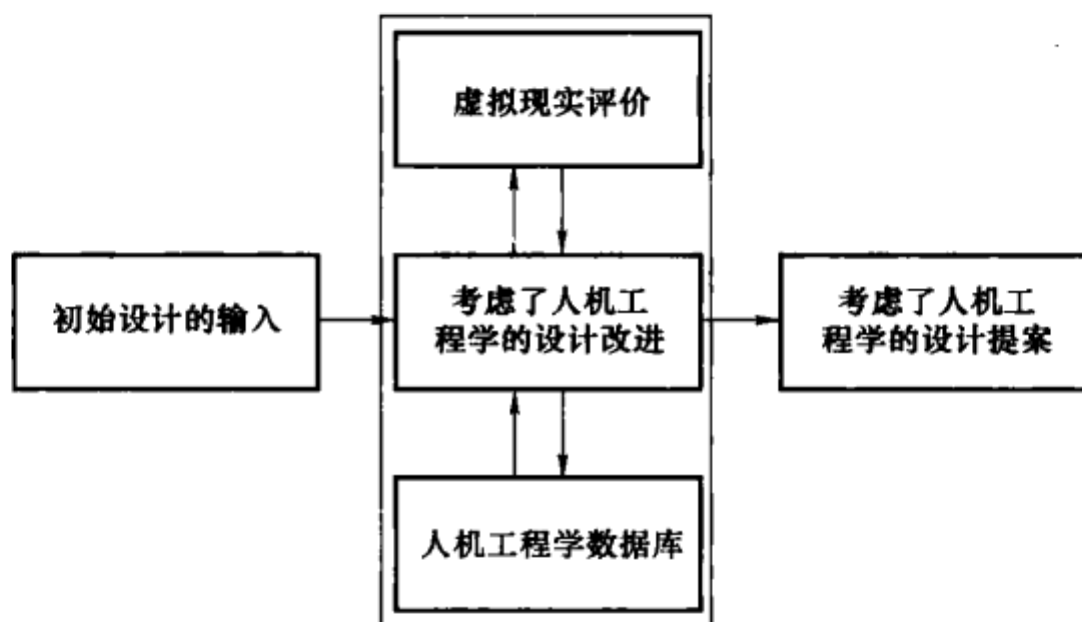 虚拟现实评价
初始设计的输入
考虑了人机工
程学的设计改进
考虑了人机工
程学的设计提案
人机工程学数据库